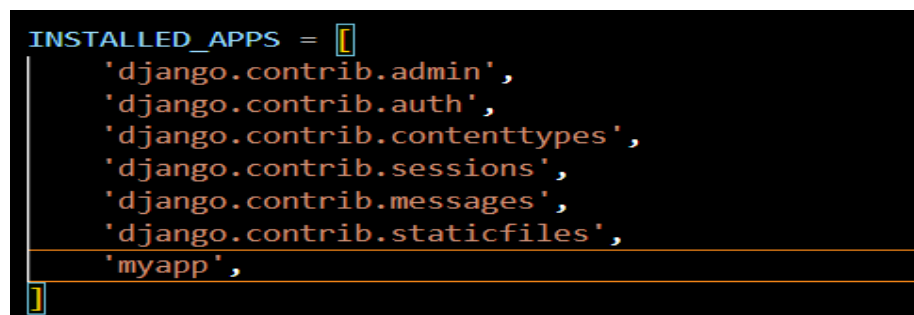 INSTALLED_APPS = [
    'django.contrib.admin',
    'django.contrib.auth',
    'django.contrib.contenttypes',
    'django.contrib.sessions',
    'django.contrib.messages',
    'django.contrib.staticfiles',
    'myapp',
]